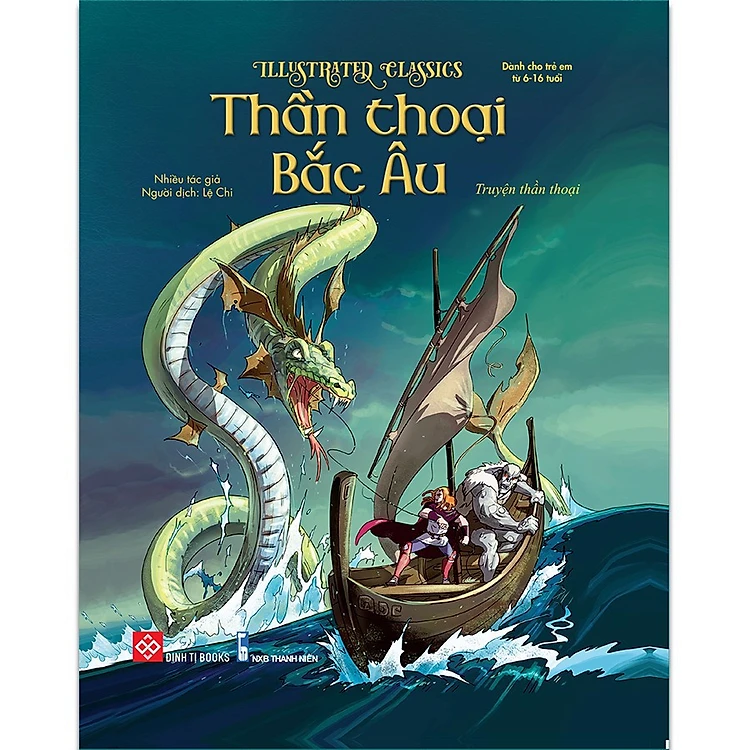 ILLUSTRATED CLASSICS
Dành cho trẻ em
từ 6-16 tuổi
Thần thoại
Bắc Âu
Nhiều tác giả
Người dịch: Lệ Chi
Truyện thần thoại
ĐINH TỊ BOOKS
NXB THANH NIÊN